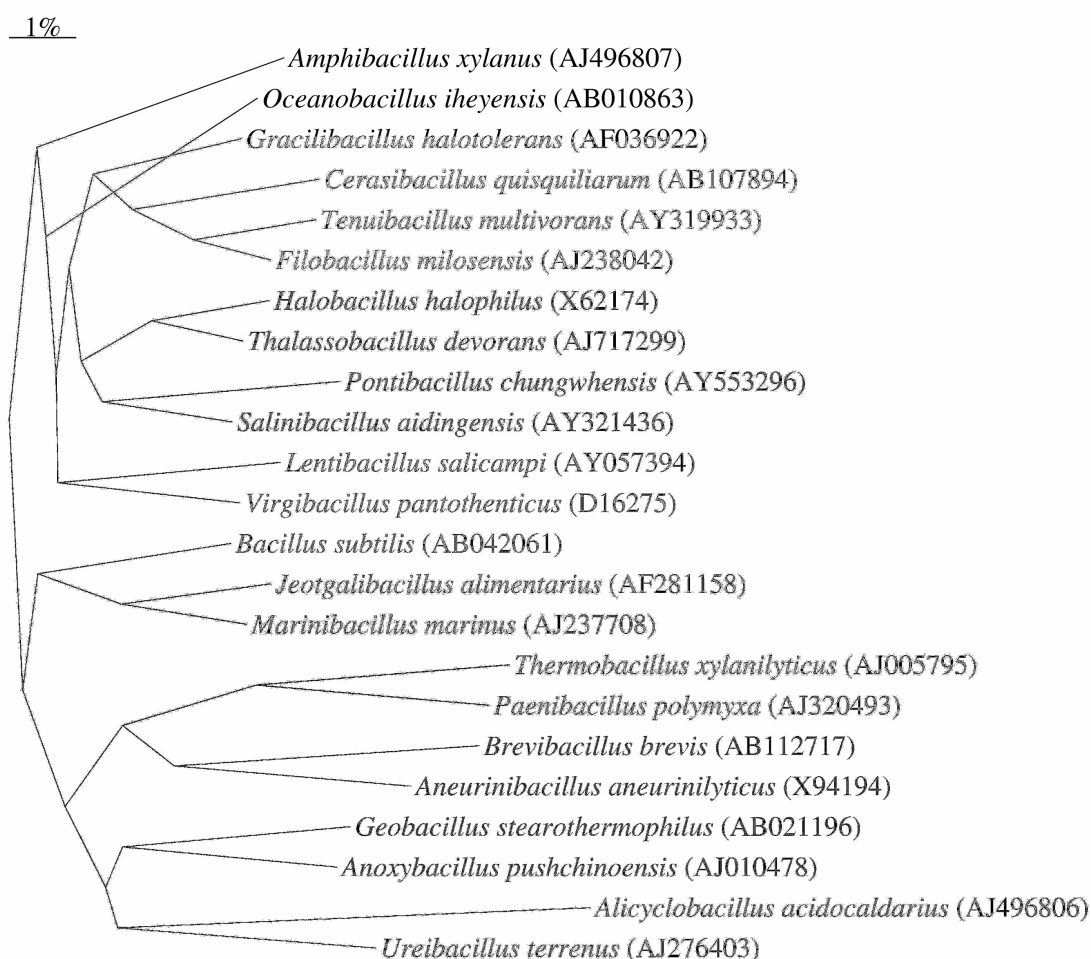 1%
Amphibacillus xylanus (AJ496807)
Oceanobacillus iheyensis (AB010863)
Gracilibacillus halotolerans (AF036922)
Cerasibacillus quisquiliarum (AB107894)
Tenuibacillus multivorans (AY319933)
Filobacillus milosensis (AJ238042)
Halobacillus halophilus (X62174)
Thalassobacillus devorans (AJ717299)
Pontibacillus chungwhensis (AY553296)
Salinibacillus aidingensis (AY321436)
Lentibacillus salicampi (AY057394)
Virgibacillus pantothenticus (D16275)
Bacillus subtilis (AB042061)
Jeotgalibacillus alimentarius (AF281158)
Marinibacillus marinus (AJ237708)
Thermobacillus xylanilyticus (AJ005795)
Paenibacillus polymyxa (AJ320493)
Brevibacillus brevis (AB112717)
Aneurinibacillus aneurinilyticus (X94194)
Geobacillus stearothermophilus (AB021196)
Anoxybacillus pushchinoensis (AJ010478)
Alicyclobacillus acidocaldarius (AJ496806)
Ureibacillus terrenus (AJ276403)